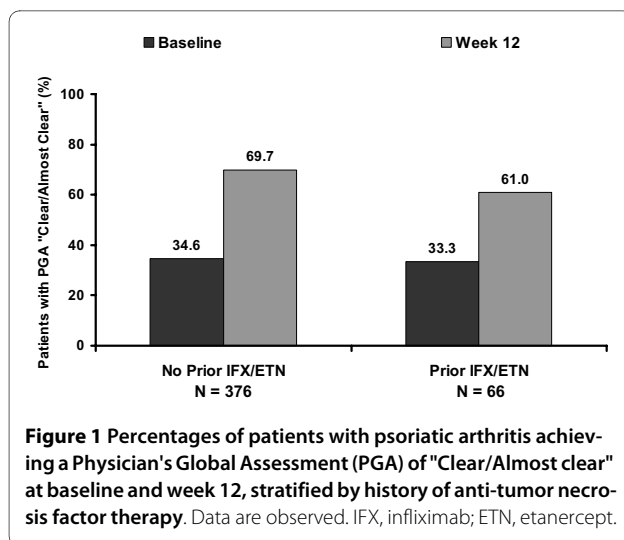 Baseline
Week 12
Patients with PGA "Clear/Almost Clear" (%)
100
80
60
40
20
0
34.6
69.7
33.3
61.0
No Prior IFX/ETN
N = 376
Prior IFX/ETN
N = 66
Figure 1 Percentages of patients with psoriatic arthritis achiev-
ing a Physician's Global Assessment (PGA) of "Clear/Almost clear"
at baseline and week 12, stratified by history of anti-tumor necro-
sis factor therapy. Data are observed. IFX, infliximab; ETN, etanercept.